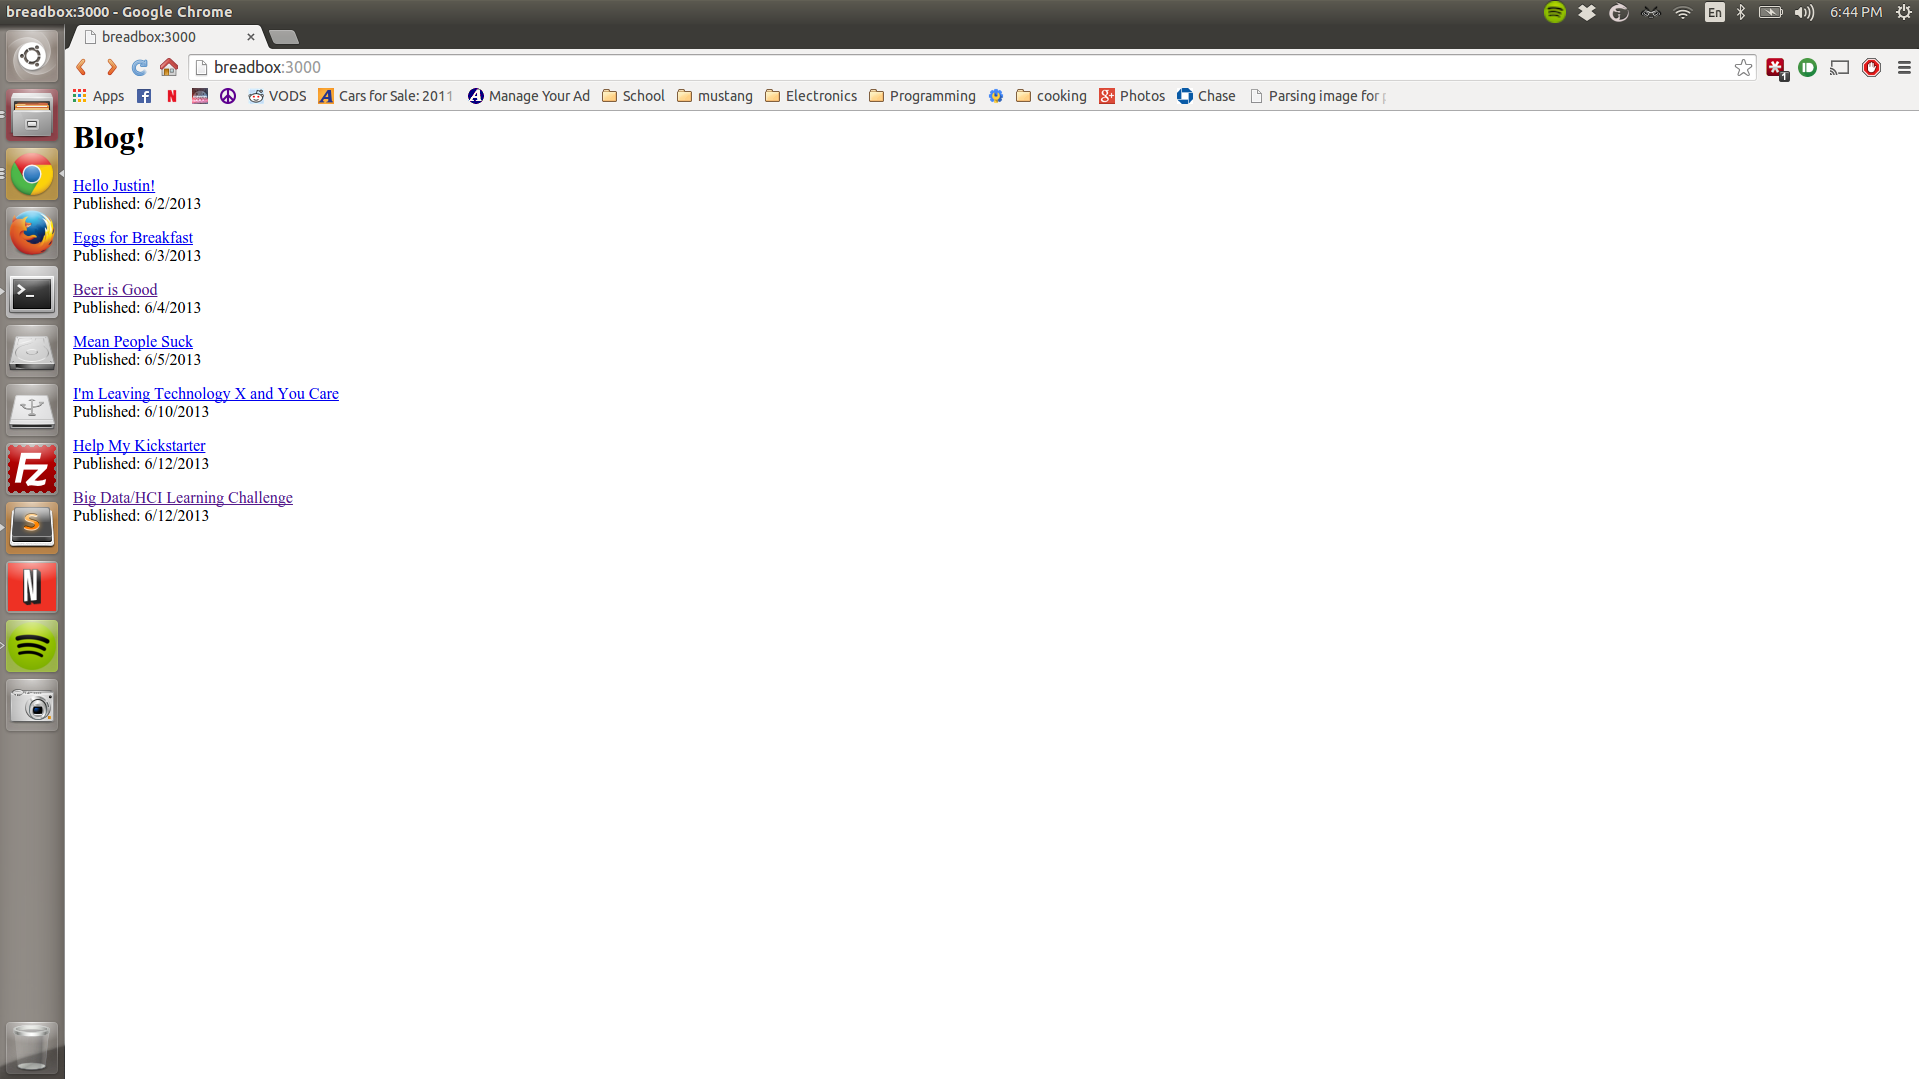 breadbox:3000 - Google Chrome
En
6:44 PM
breadbox:3000
breadbox:3000
1
Apps
VODS
Cars for Sale: 2011
Manage Your Ad
School
mustang
Electronics
Programming
cooking
Photos
Chase
Parsing image for
Blog!
Hello Justin!
Published: 6/2/2013
Eggs for Breakfast
Published: 6/3/2013
Beer is Good
Published: 6/4/2013
Mean People Suck
Published: 6/5/2013
I'm Leaving Technology X and You Care
Published: 6/10/2013
Help My Kickstarter
Published: 6/12/2013
Big Data/HCI Learning Challenge
Published: 6/12/2013